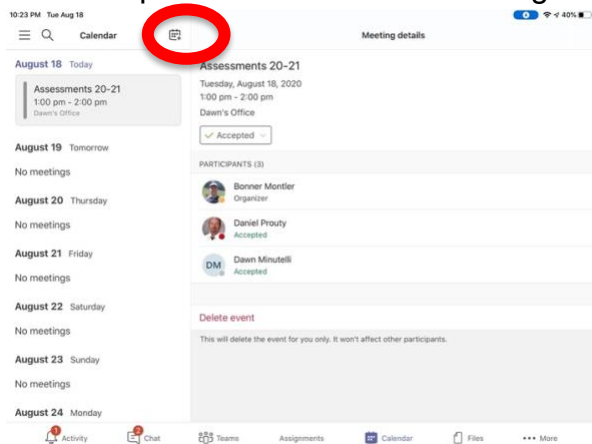 10:23 PM Tue Aug 18
40%
Calendar
Meeting details
August 18 Today
Assessments 20-21
1:00 pm - 2:00 pm
Dawn's Office
August 19 Tomorrow
No meetings
August 20 Thursday
No meetings
August 21 Friday
No meetings
August 22 Saturday
No meetings
August 23 Sunday
No meetings
August 24 Monday
Assessments 20-21
Tuesday, August 18, 2020
1:00 pm - 2:00 pm
Dawn's Office
Accepted
PARTICIPANTS (3)
Bonner Montler
Organizer
Daniel Prouty
Accepted
DM
Dawn Minutelli
Accepted
Delete event
This will delete the event for you only. It won't affect other participants.
1
Activity
2
Chat
Teams
Assignments
Calendar
Files
More